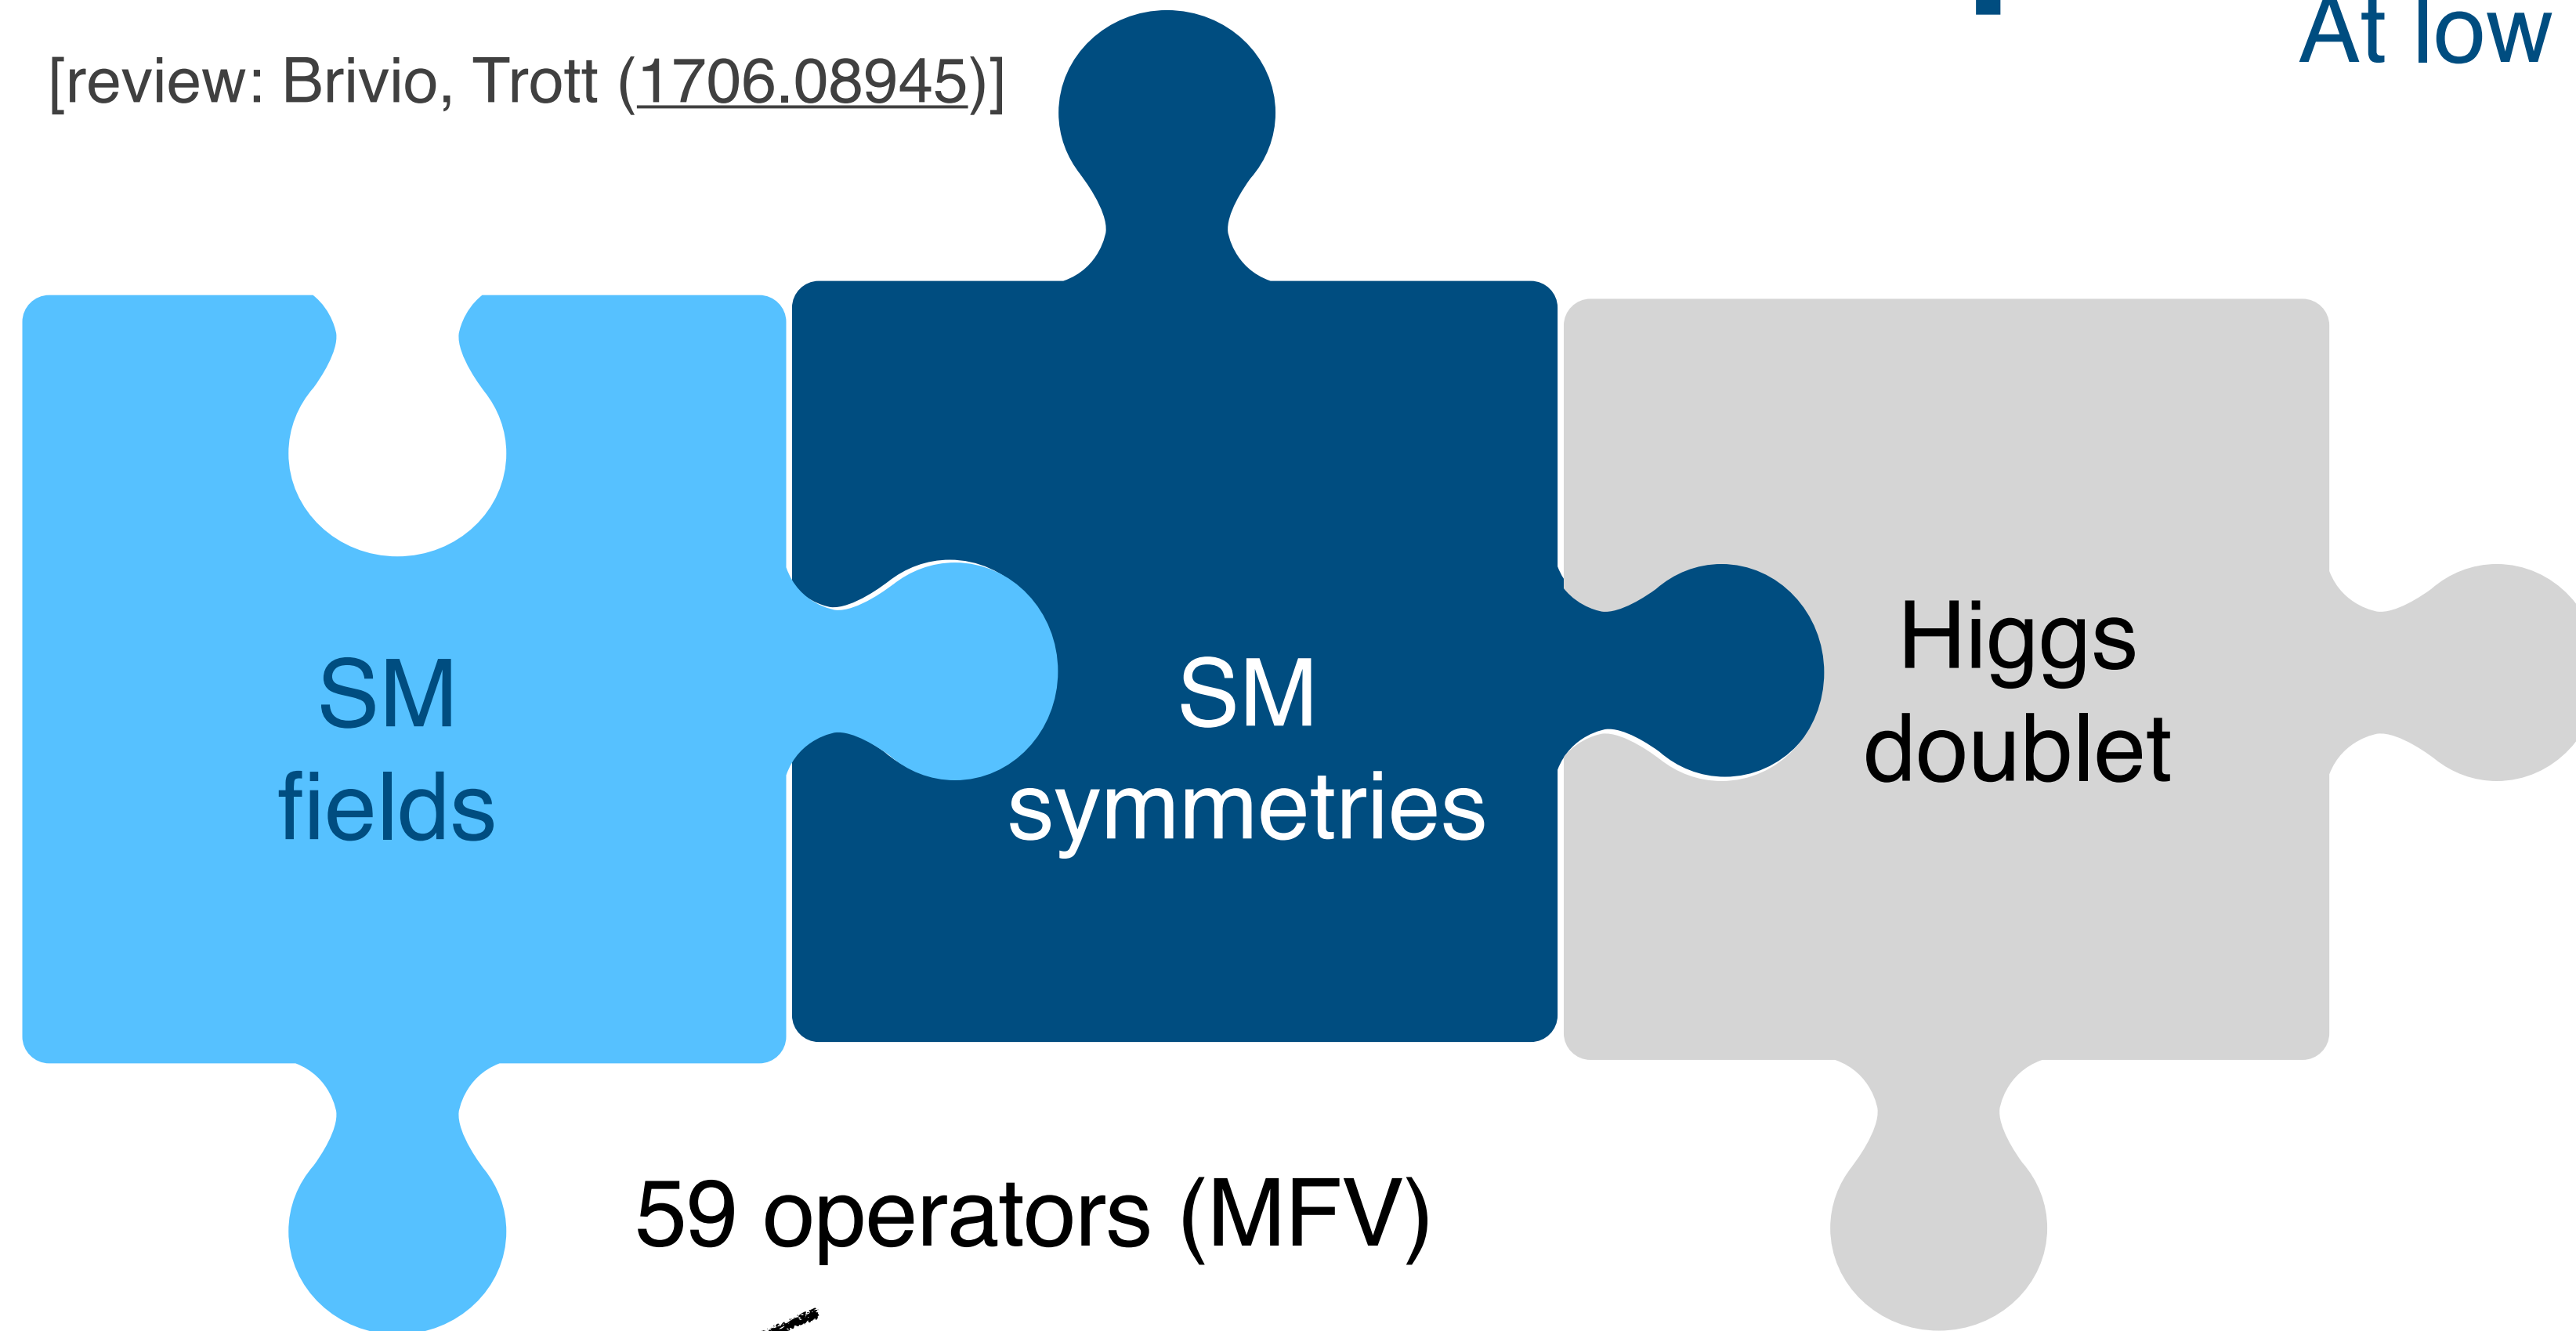 At low
[review: Brivio, Trott (1706.08945)]
SM
fields
SM
symmetries
Higgs
doublet
59 operators (MFV)